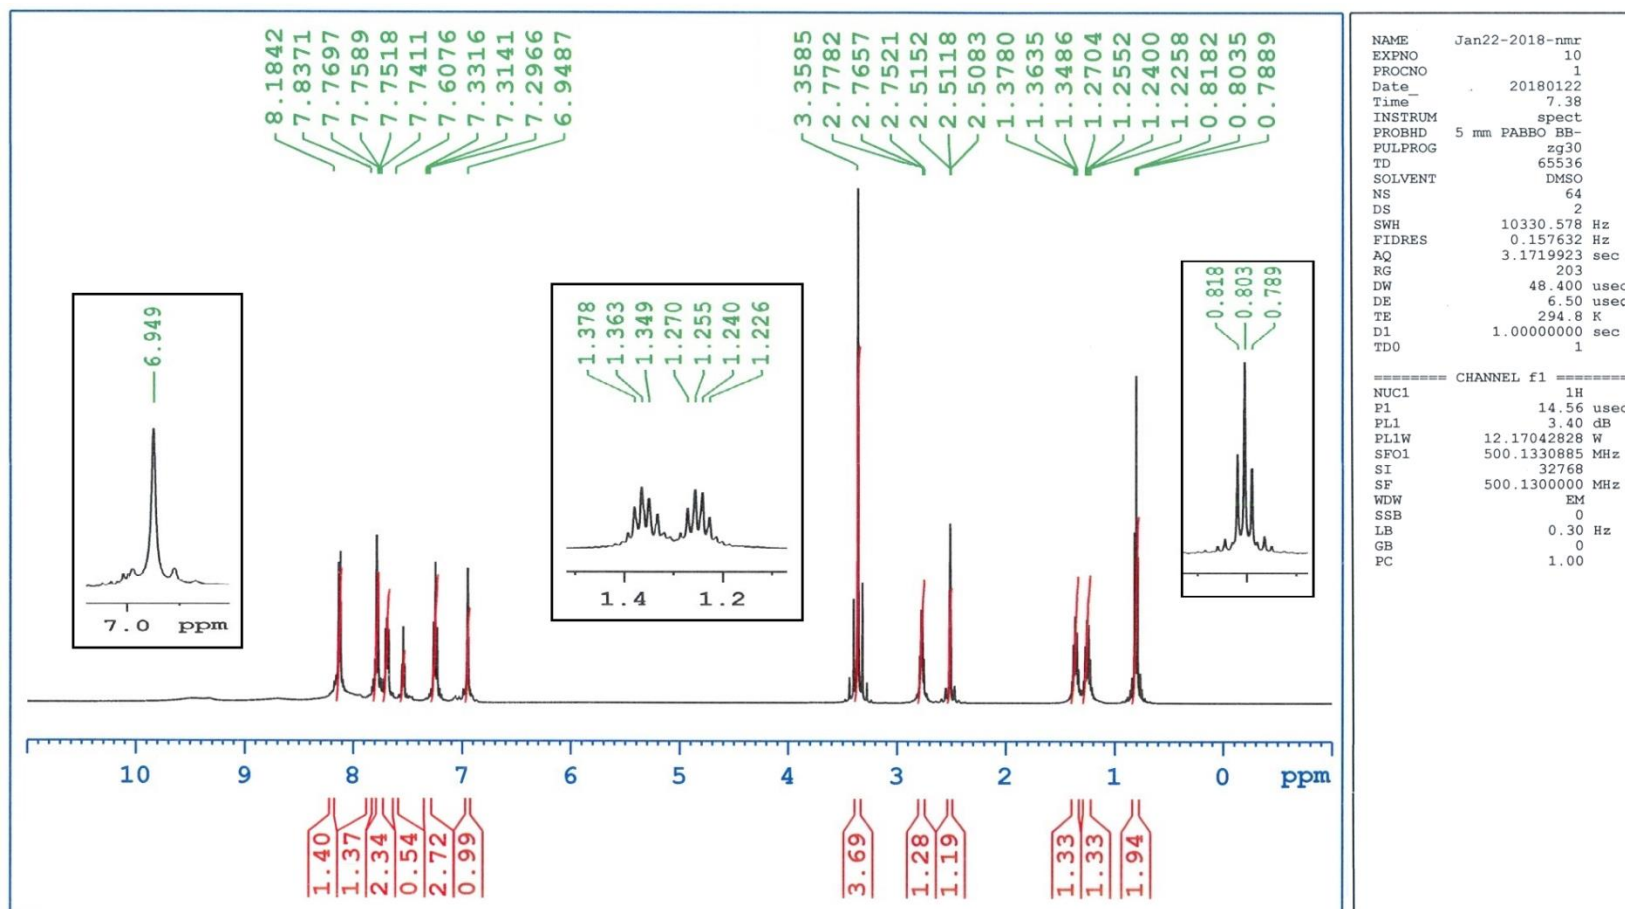 8.1842
7.8371
7.7697
7.7589
7.7518
7.7411
7.6076
7.3316
7.3141
7.2966
6.9487
3.3585
2.7782
2.7657
2.7521
2.5152
2.5118
2.5083
1.3780
1.3635
1.3486
1.2704
1.2552
1.2400
1.2258
0.8182
0.8035
0.7889
6.949
7.0 ppm
1.378
1.363
1.349
1.270
1.255
1.240
1.226
1.4 1.2
0.818
0.803
0.789
10 9 8 7 6 5 4 3 2 1 0 ppm
1.40
1.37
2.34
0.54
2.72
0.99
3.69
1.28
1.19
1.33
1.33
1.94
NAME Jan22-2018-nmr
EXPNO 10
PROCNO 1
Date_ 20180122
Time 7.38
INSTRUM spect
PROBHD 5 mm PABBO BB-
PULPROG zg30
TD 65536
SOLVENT DMSO
NS 64
DS 2
SWH 10330.578 Hz
FIDRES 0.157632 Hz
AQ 3.1719923 sec
RG 203
DW 48.400 usec
DE 6.50 usec
TE 294.8 K
D1 1.00000000 sec
TD0 1
======== CHANNEL f1 ========
NUC1 1H
P1 14.56 usec
PL1 3.40 dB
PL1W 12.17042828 W
SFO1 500.1330885 MHz
SI 32768
SF 500.1300000 MHz
WDW EM
SSB 0
LB 0.30 Hz
GB 0
PC 1.00